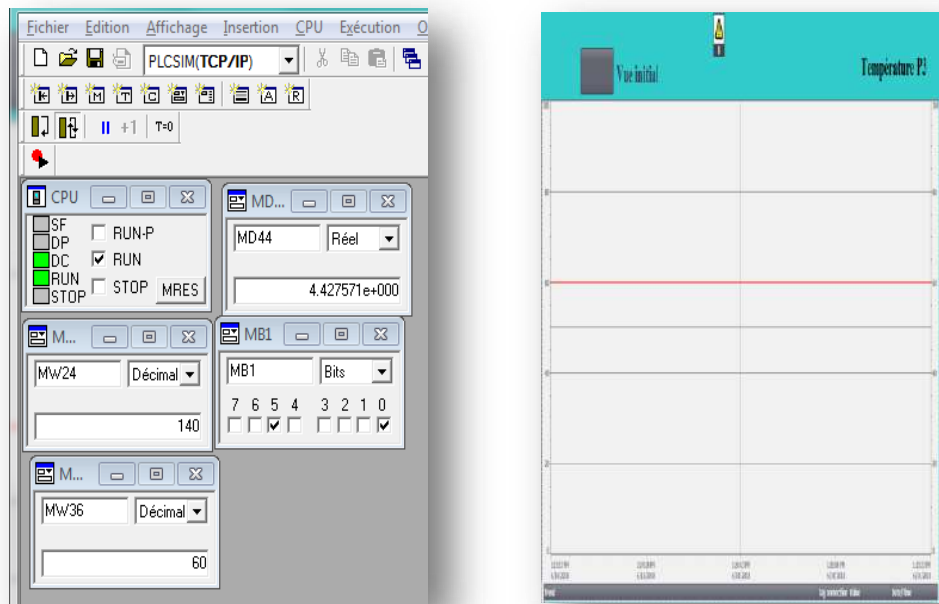 Fichier Edition Affichage Insertion CPU Exécution O
PLCSIM(TCP/IP)
+1 T=0
CPU
SF
DP
DC
RUN
STOP
RUN-P
RUN
STOP
MRES
MD...
MD44 Réel
4.427571e+000
M...
MW24 Décimal
140
MB1
MB1 Bits
7 6 5 4 3 2 1 0
M...
MW36 Décimal
60
Vue initial
Température P3